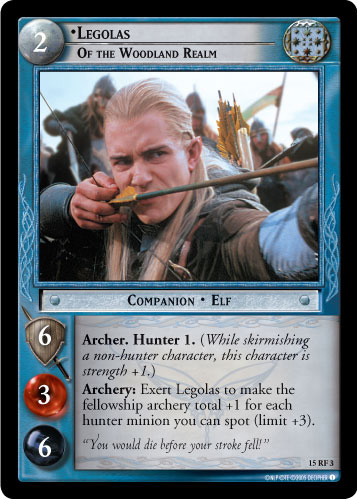 2
•Legolas
Of the Woodland Realm
Companion • Elf
6
3
6
Archer. Hunter 1. (While skirmishing
a non-hunter character, this character is
strength +1.)
Archery: Exert Legolas to make the
fellowship archery total +1 for each
hunter minion you can spot (limit +3).
"You would die before your stroke fell!"
15 RF 3